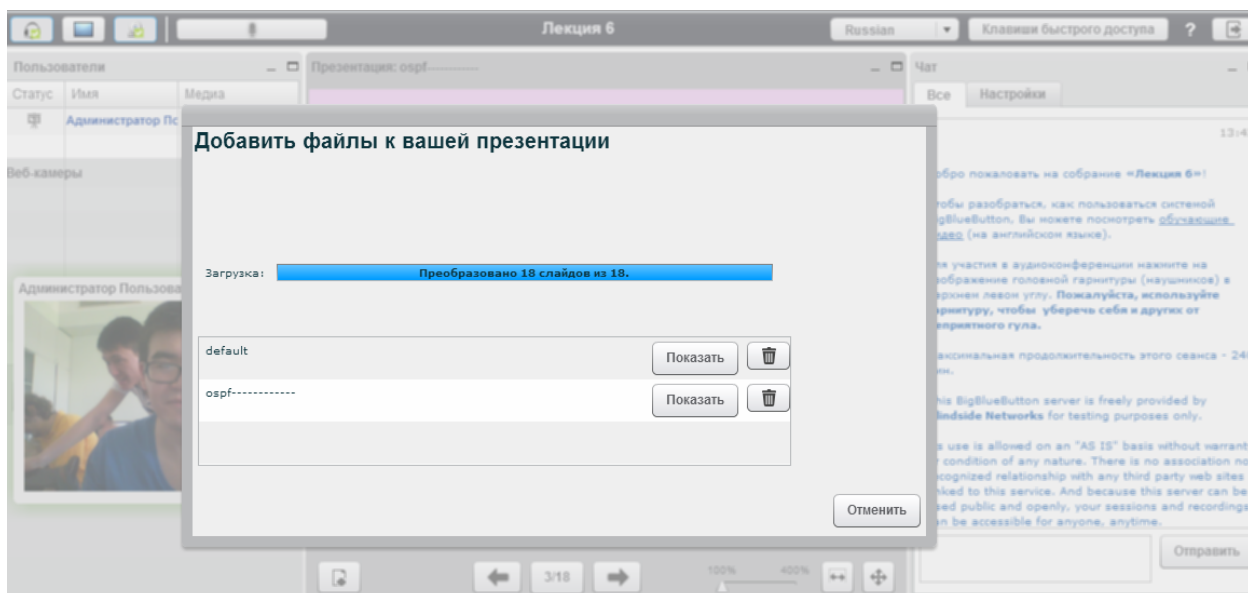 Лекция 6
Russian
Клавиши быстрого доступа
?
Пользователи
Статус Имя Медиа
Администратор По
Веб-камеры
Администратор Пользова
Презентация: ospf------------
Добавить файлы к вашей презентации
Загрузка: Преобразовано 18 слайдов из 18.
default Показать
ospf------------ Показать
Отменить
3/18
100% 400%
Чат
Все Настройки
13:4
обро пожаловать на собрание «Лекция 6»!
тобы разобраться, как пользоваться системой
igBlueButton, Вы можете посмотреть обучающие
идео (на английском языке).
ля участия в аудиоконференции нажмите на
зображение головной гарнитуры (наушников) в
ерхнем левом углу. Пожалуйста, используйте
арнитуру, чтобы уберечь себя и других от
еприятного гула.
аксимальная продолжительность этого сеанса - 240
ин.
his BigBlueButton server is freely provided by
lindside Networks for testing purposes only.
s use is allowed on an "AS IS" basis without warrant
r condition of any nature. There is no association no
ecognized relationship with any third party web sites
nked to this service. And because this server can be
sed public and openly, your sessions and recordings
an be accessible for anyone, anytime.
Отправить